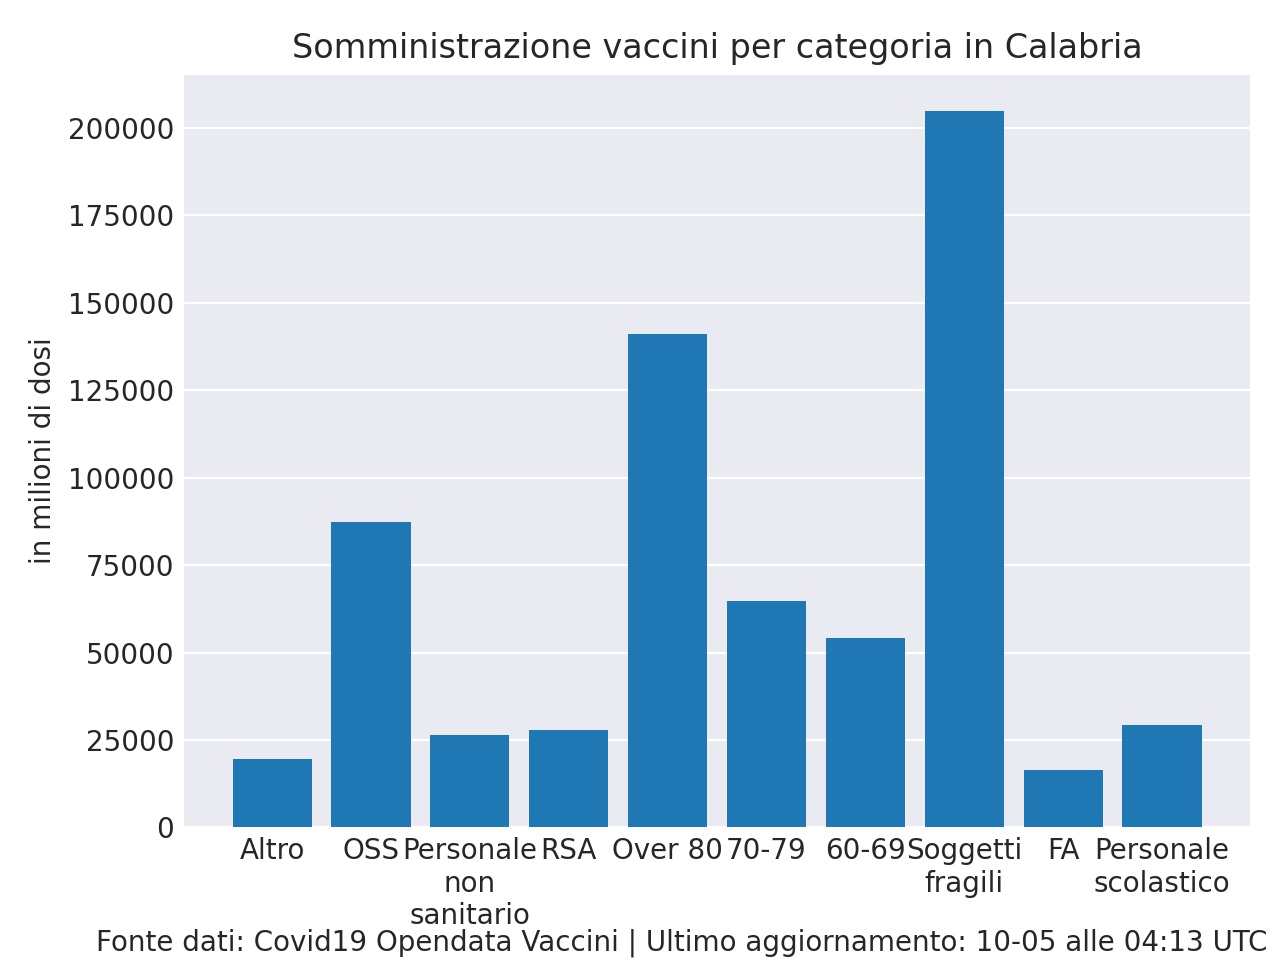 Somministrazione vaccini per categoria in Calabria
in milioni di dosi
200000
175000
150000
125000
100000
75000
50000
25000
0
Altro
OSS
Personale
non
sanitario
RSA
Over 80
70-79
60-69
Soggetti
fragili
FA
Personale
scolastico
Fonte dati: Covid19 Opendata Vaccini | Ultimo aggiornamento: 10-05 alle 04:13 UTC